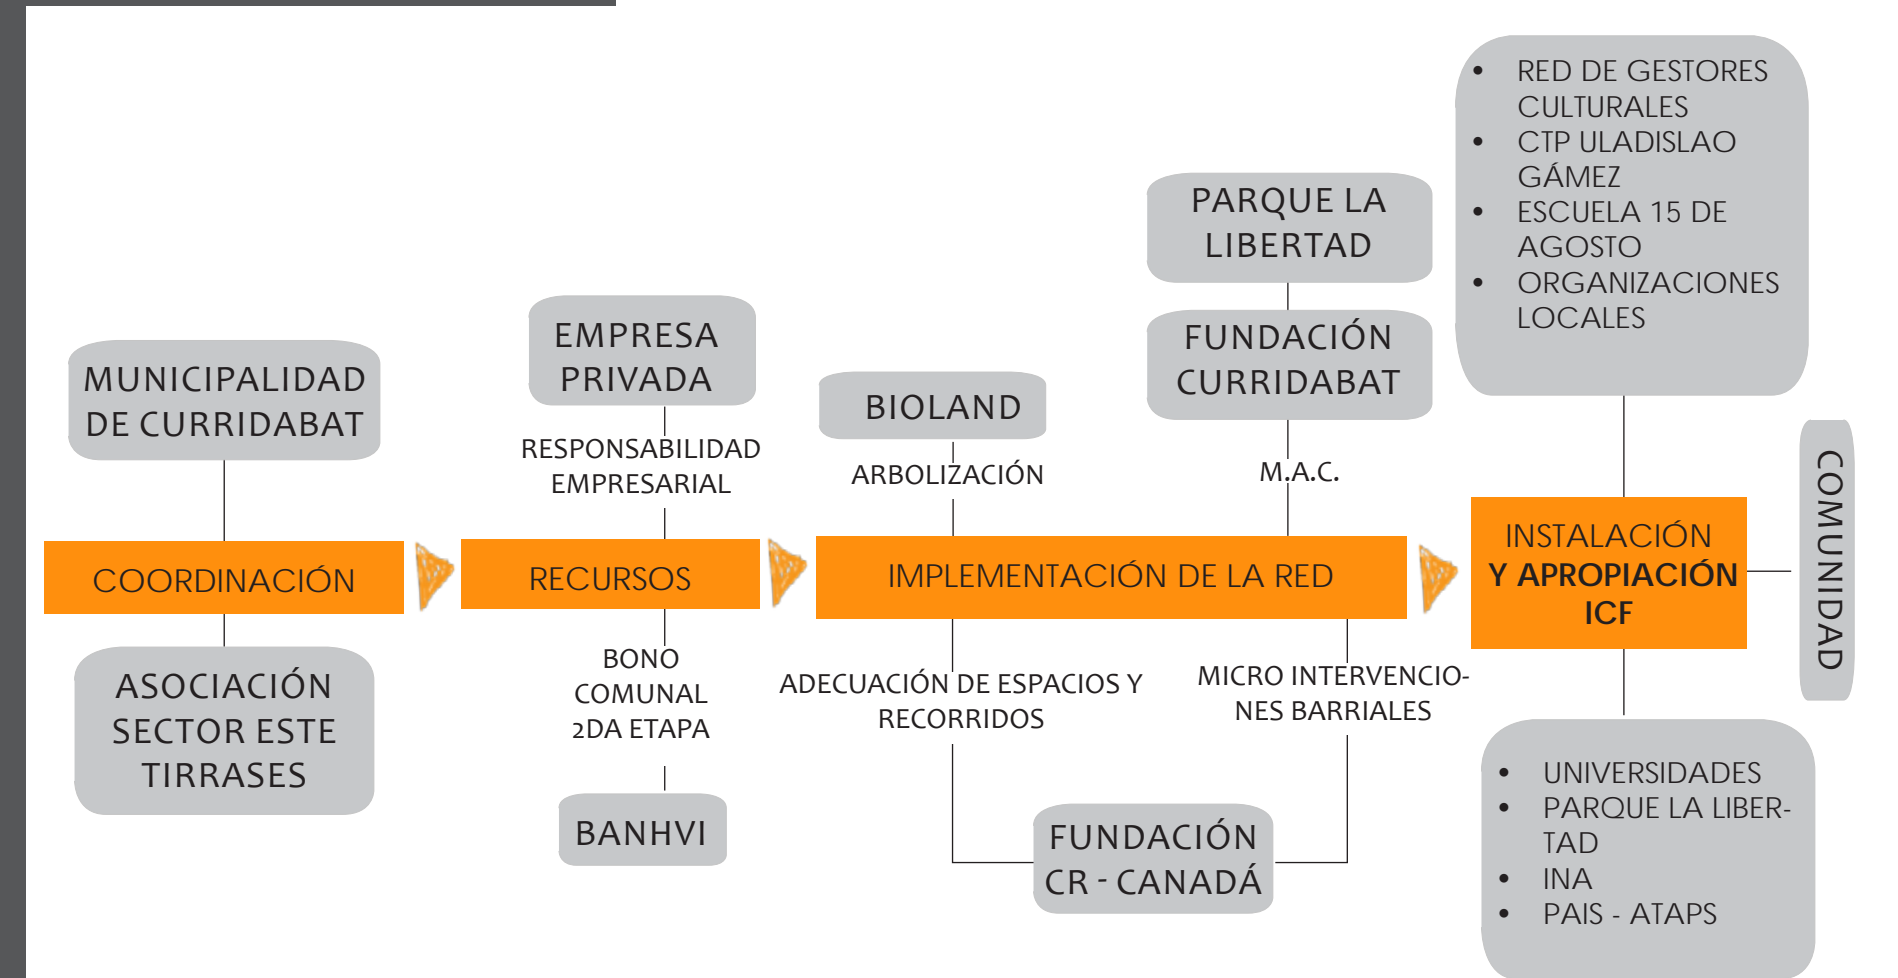 MUNICIPALIDAD
DE CURRIDABAT
COORDINACIÓN
ASOCIACIÓN
SECTOR ESTE
TIRRASES
EMPRESA
PRIVADA
RESPONSABILIDAD
EMPRESARIAL
RECURSOS
BONO
COMUNAL
2DA ETAPA
BANHVI
BIOLAND
ARBOLIZACIÓN
PARQUE LA
LIBERTAD
FUNDACIÓN
CURRIDABAT
M.A.C.
IMPLEMENTACIÓN DE LA RED
ADECUACIÓN DE ESPACIOS Y
RECORRIDOS
MICRO INTERVENCIO-
NES BARRIALES
FUNDACIÓN
CR - CANADÁ
• RED DE GESTORES
CULTURALES
• CTP ULADISLAO
GÁMEZ
• ESCUELA 15 DE
AGOSTO
• ORGANIZACIONES
LOCALES
INSTALACIÓN
Y APROPIACIÓN
ICF
COMUNIDAD
• UNIVERSIDADES
• PARQUE LA LIBER-
TAD
• INA
• PAIS - ATAPS